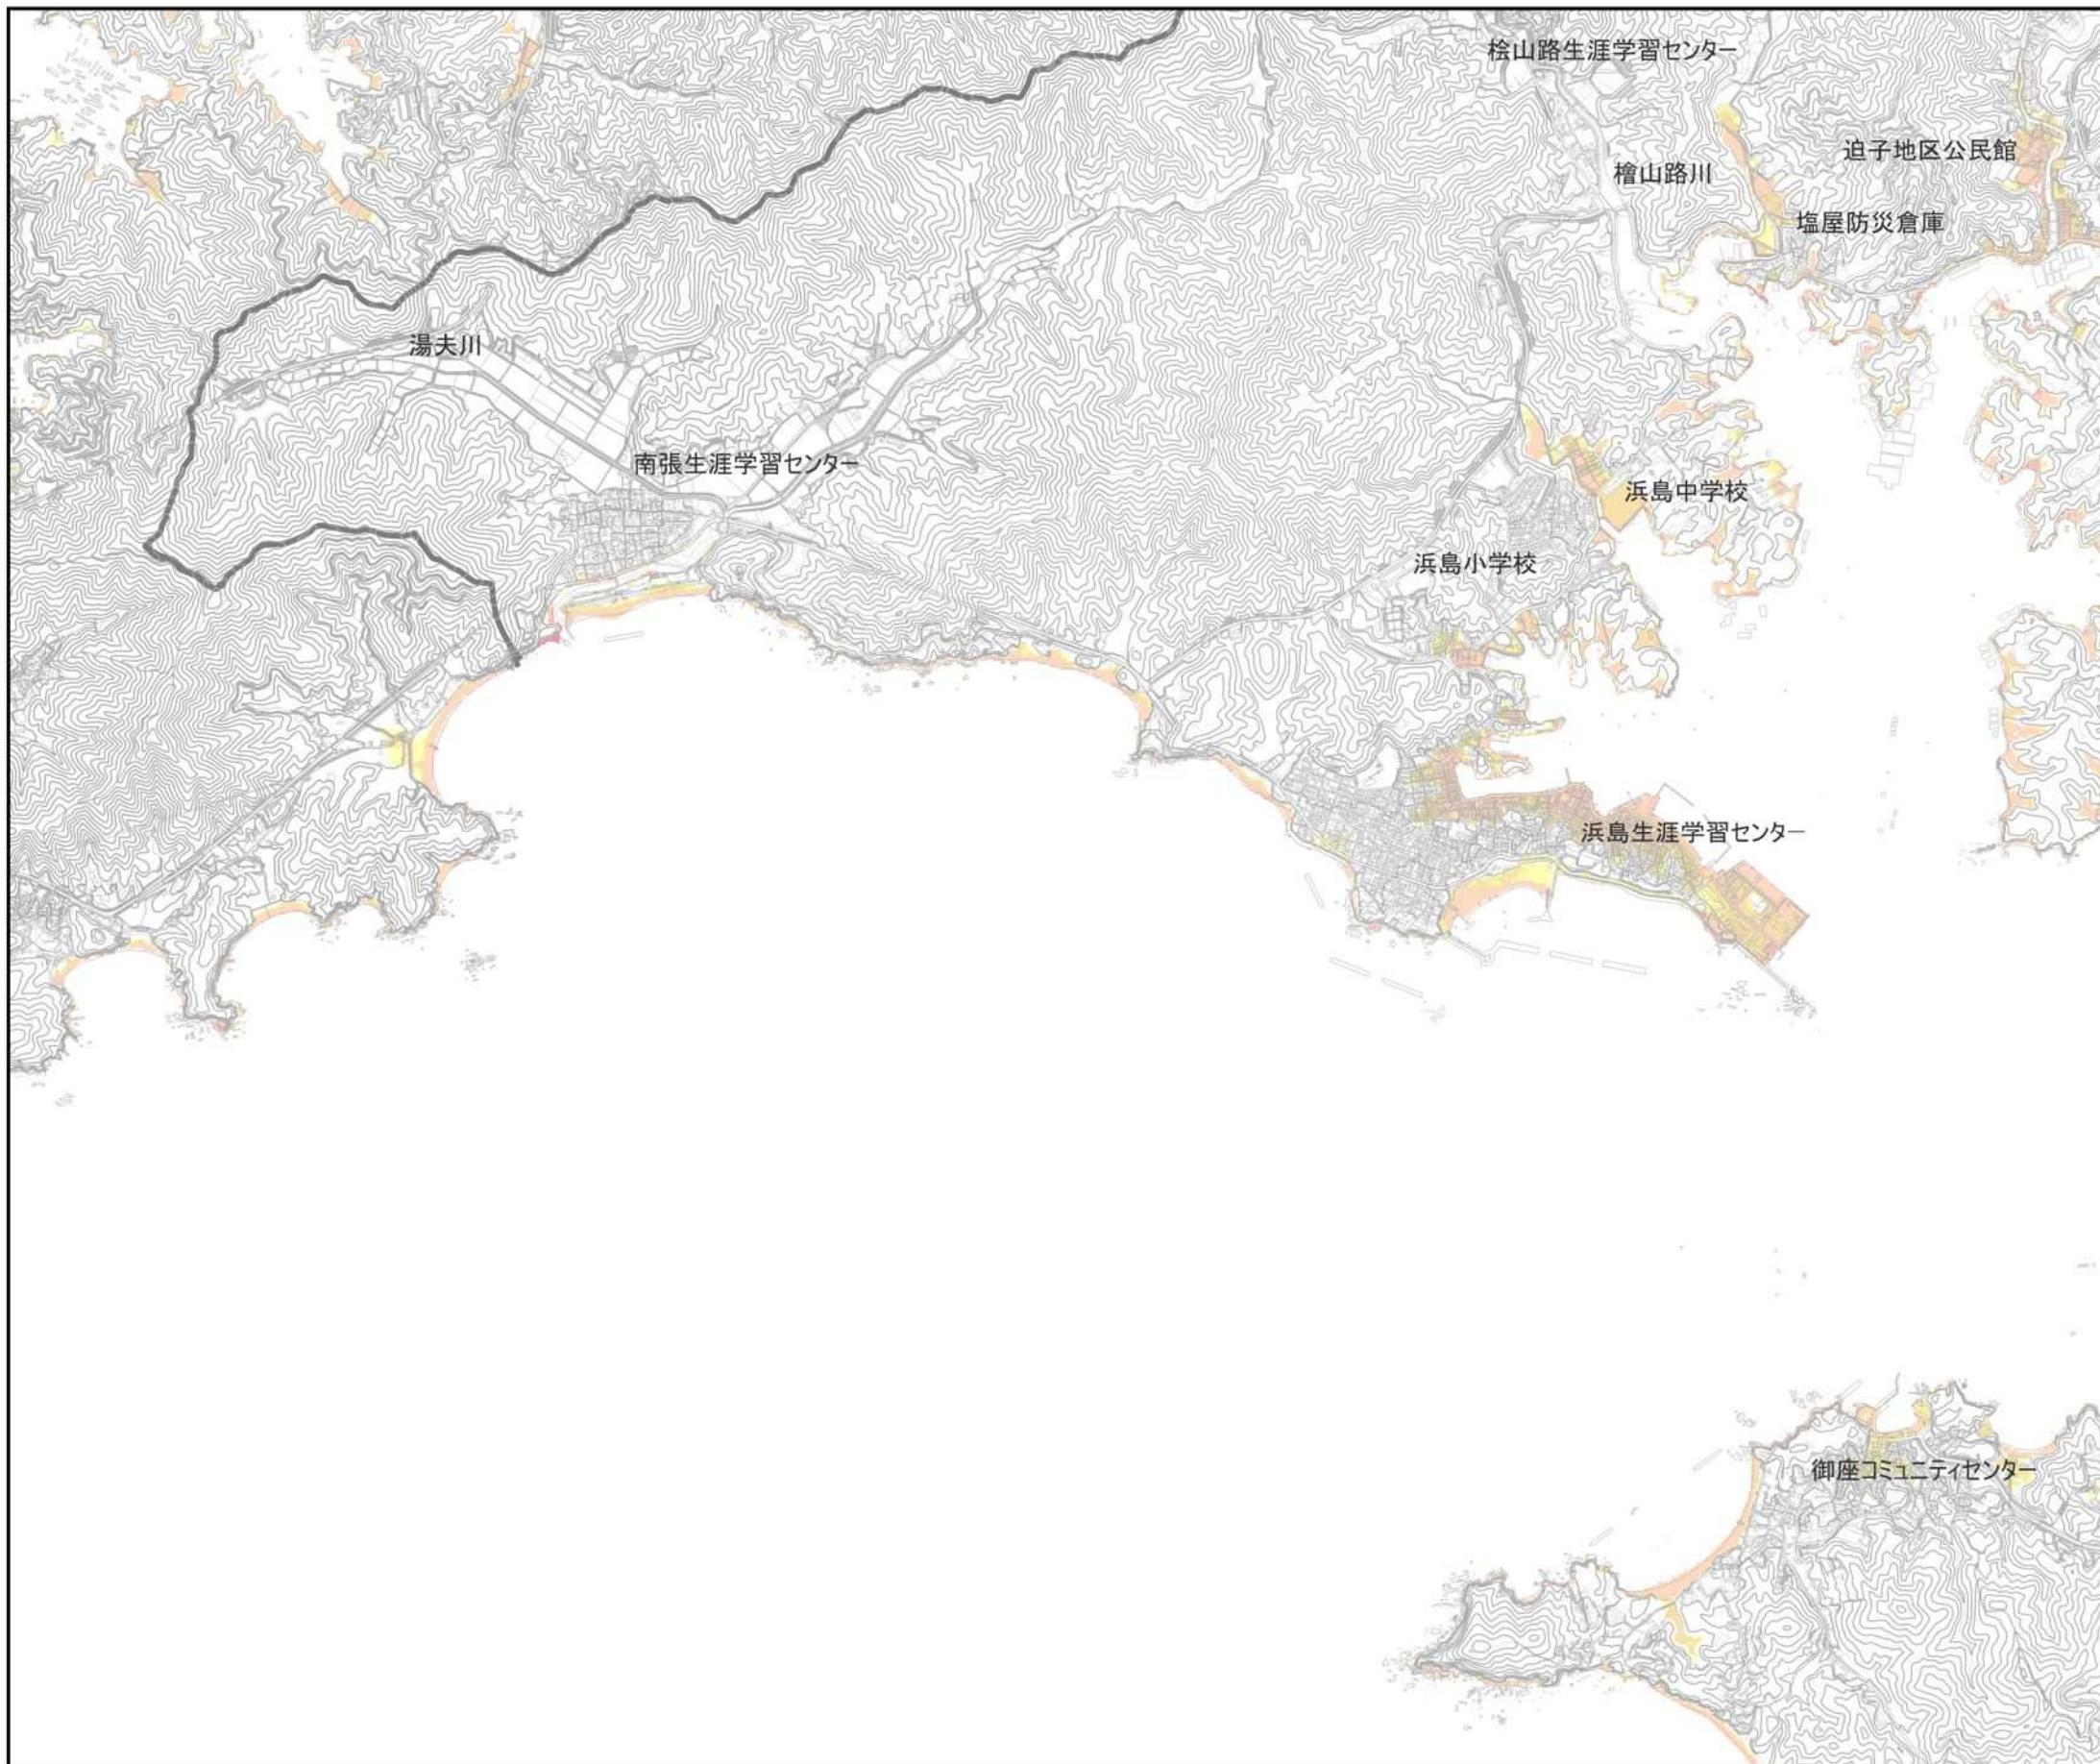 桧山路生涯学習センター
迫子地区公民館
檜山路川
塩屋防災倉庫
湯夫川
南張生涯学習センター
浜島中学校
浜島小学校
浜島生涯学習センター
御座コミュニティセンター